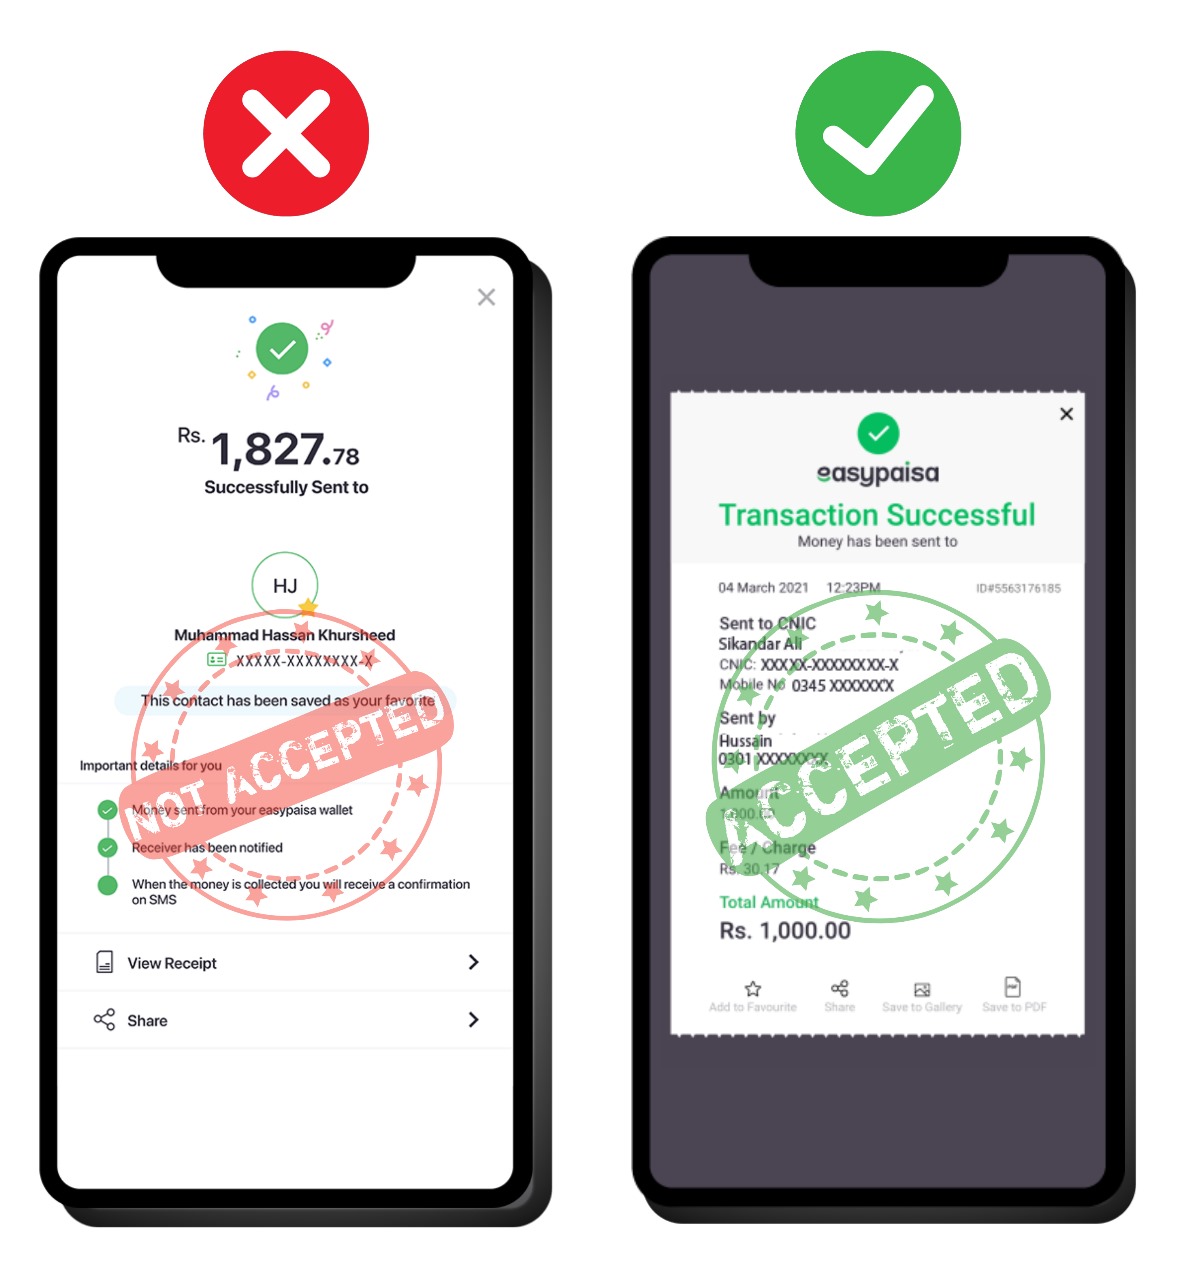 Rs. 1,827.78
Successfully Sent to
HJ
Muhammad Hassan Khursheed
XXXXX-XXXXXXXX-X
This contact has been saved as your favorite
NOT ACCEPTED
Important details for you
Money sent from your easypaisa wallet
Receiver has been notified
When the money is collected you will receive a confirmation
on SMS
View Receipt
Share
easypaisa
Transaction Successful
Money has been sent to
04 March 2021 12:23PM ID#5563176185
Sent to CNIC
Sikandar Ali
CNIC: XXXXX-XXXXXXXX-X
Mobile No 0345 XXXXXXX
Sent by
Hussain
0301 XXXXXXXX
ACCEPTED
Amount
1,000.00
Fee / Charge
Rs. 30.17
Total Amount
Rs. 1,000.00
Add to Favourite
Share
Save to Gallery
PDF
Save to PDF